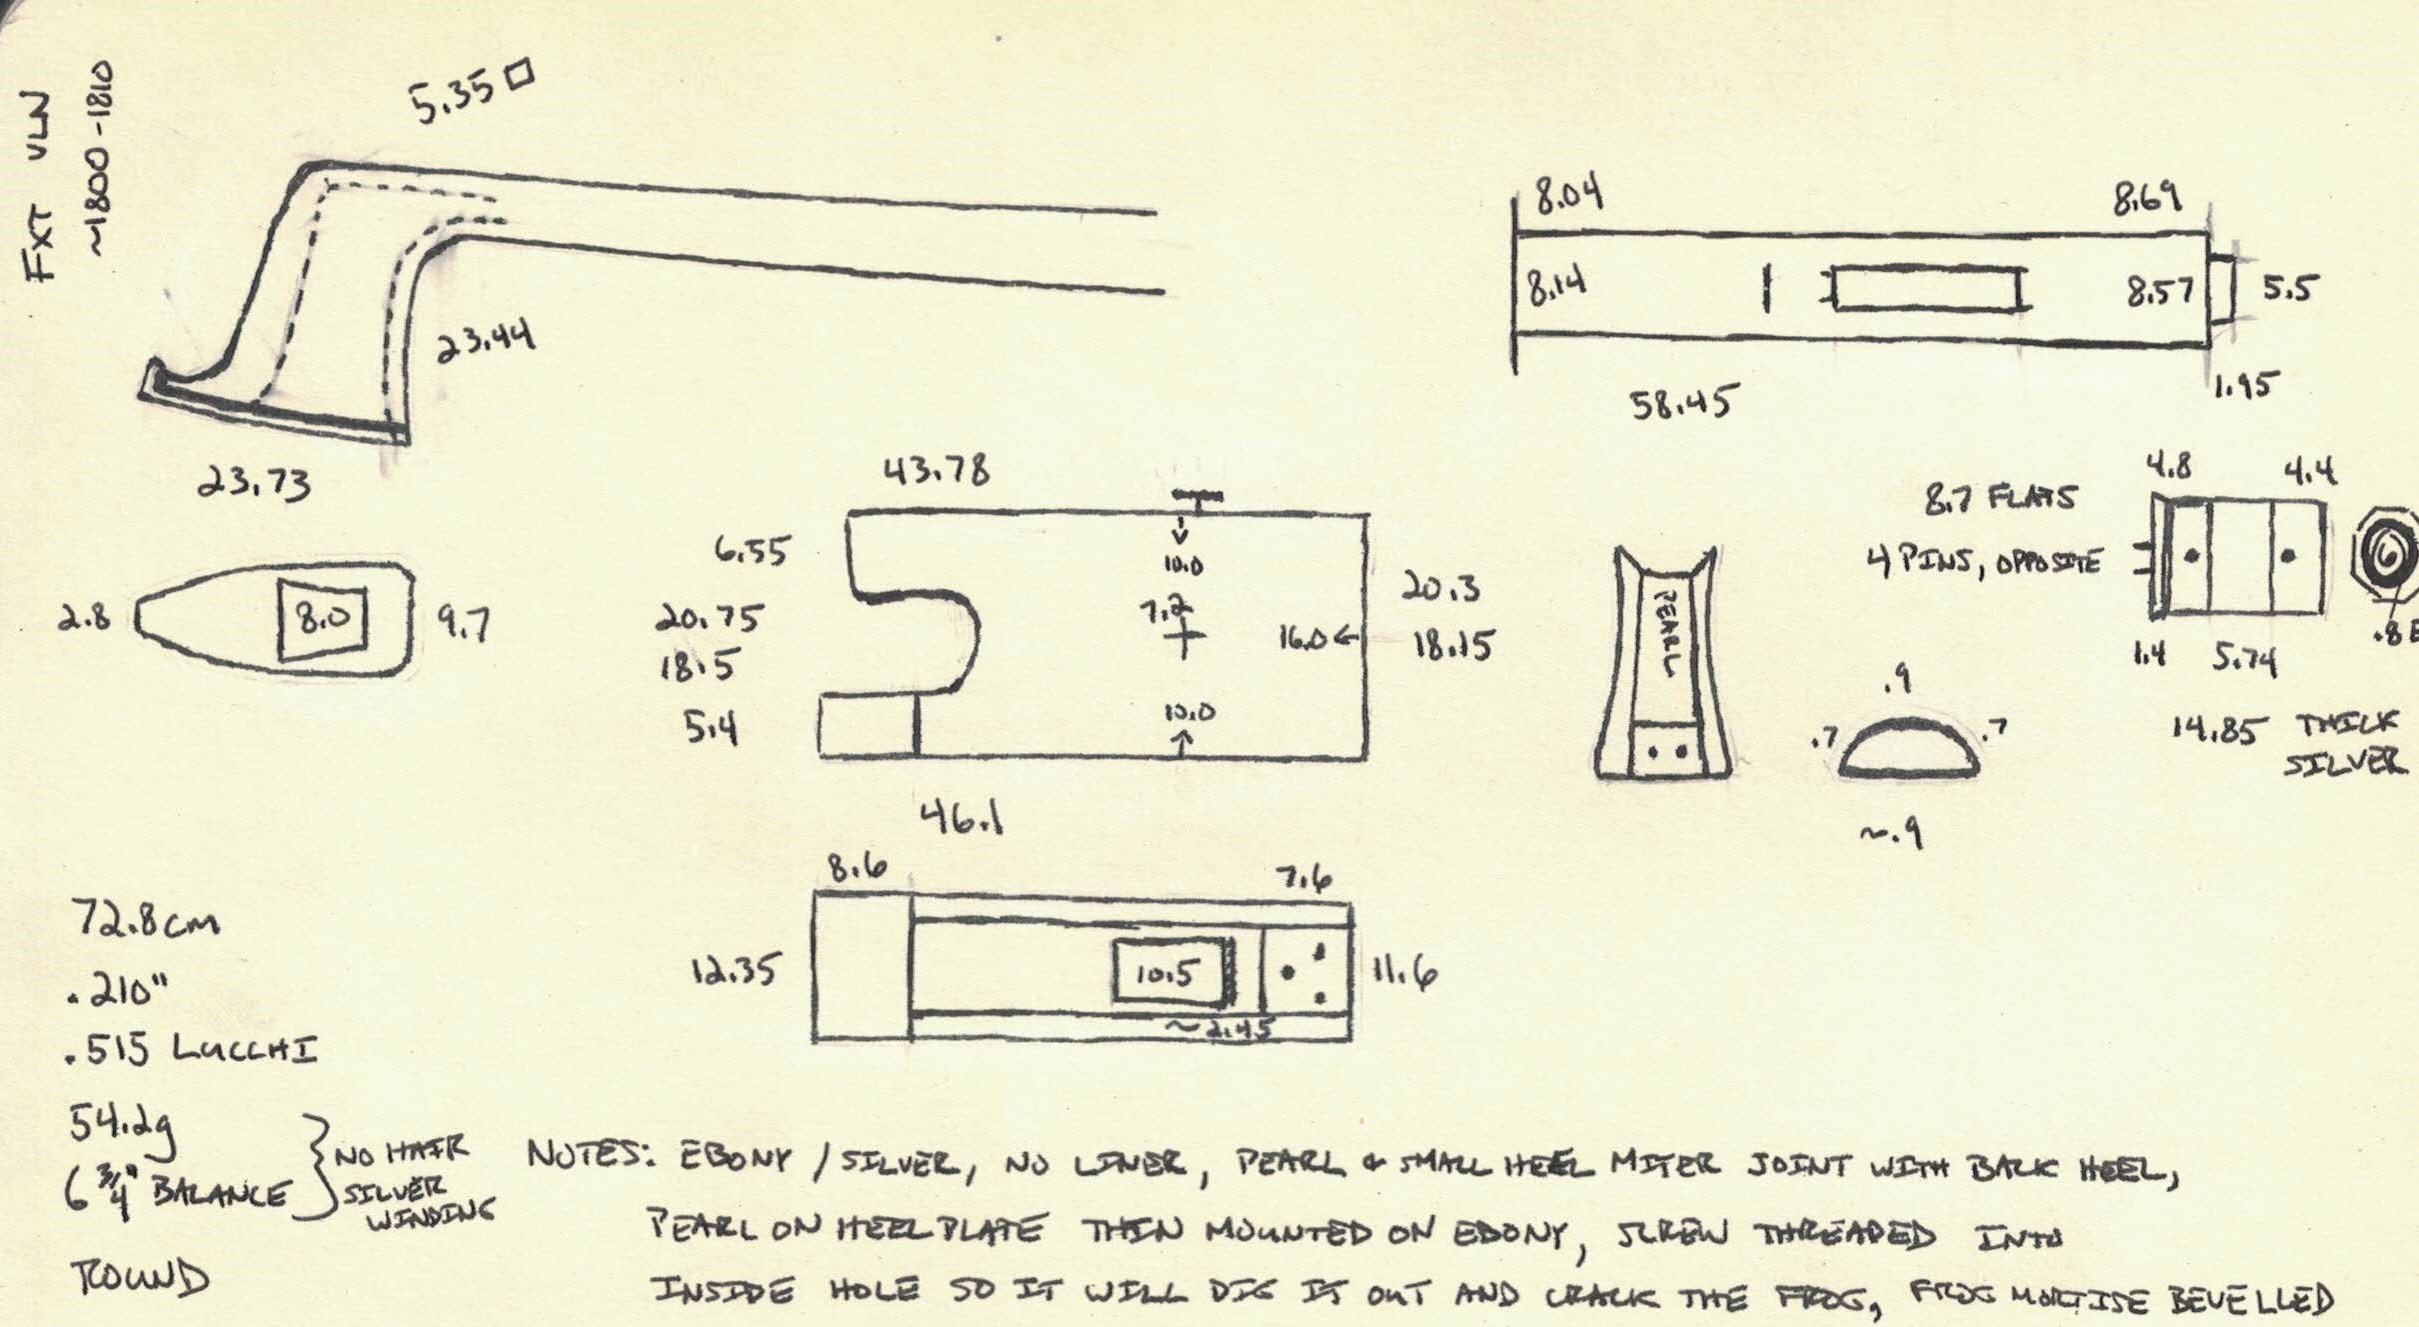 FXT VLN
~1800-1810
5.35
23.44
23.73
2.8
8.0
9.7
8.04
8.69
8.14
8.57
5.5
58.45
1.95
43.78
6.55
10.0
7.2
20.75
18.5
16.0
20.3
18.15
5.4
10.0
46.1
PEARL
.9
.7
.7
~.9
4.8
4.4
8.7 FLATS
4 PINS, OPPOSITE
1.4
5.74
.8
14.85 THICK
SILVER
8.6
7.6
12.35
10.5
11.6
~2.45
72.8cm
.210"
.515 LUCCHI
54.2g
6 3/4" BALANCE
NO HAIR
SILVER
WINDING
ROUND
NOTES: EBONY / SILVER, NO LINER, PEARL & SMALL HEEL MITER JOINT WITH BACK HEEL,
PEARL ON HEELPLATE THIN MOUNTED ON EBONY, SCREW THREADED INTO
INSIDE HOLE SO IT WILL DIG IT OUT AND CRACK THE FROG, FROG MORTISE BEVELLED